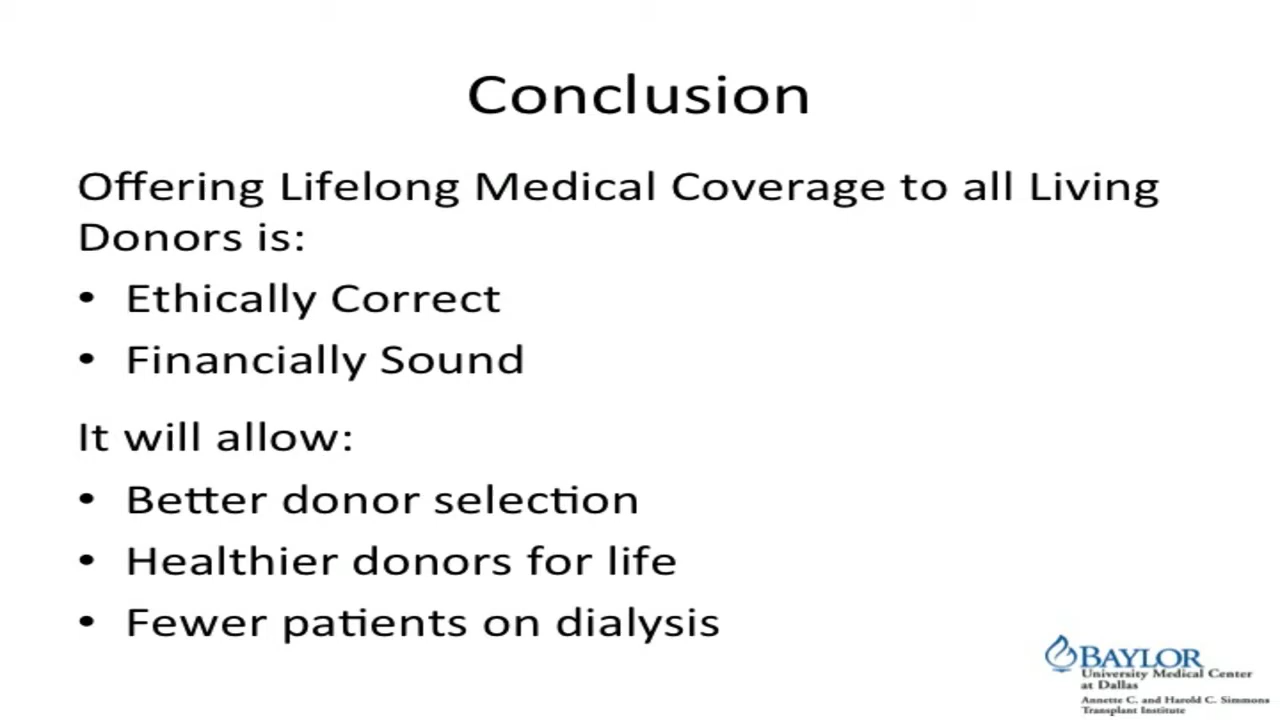 Conclusion
Offering Lifelong Medical Coverage to all Living
Donors is:
• Ethically Correct
• Financially Sound
It will allow:
• Better donor selection
• Healthier donors for life
• Fewer patients on dialysis
BAYLOR
University Medical Center
at Dallas
Annette C. and Harold C. Simmons
Transplant Institute